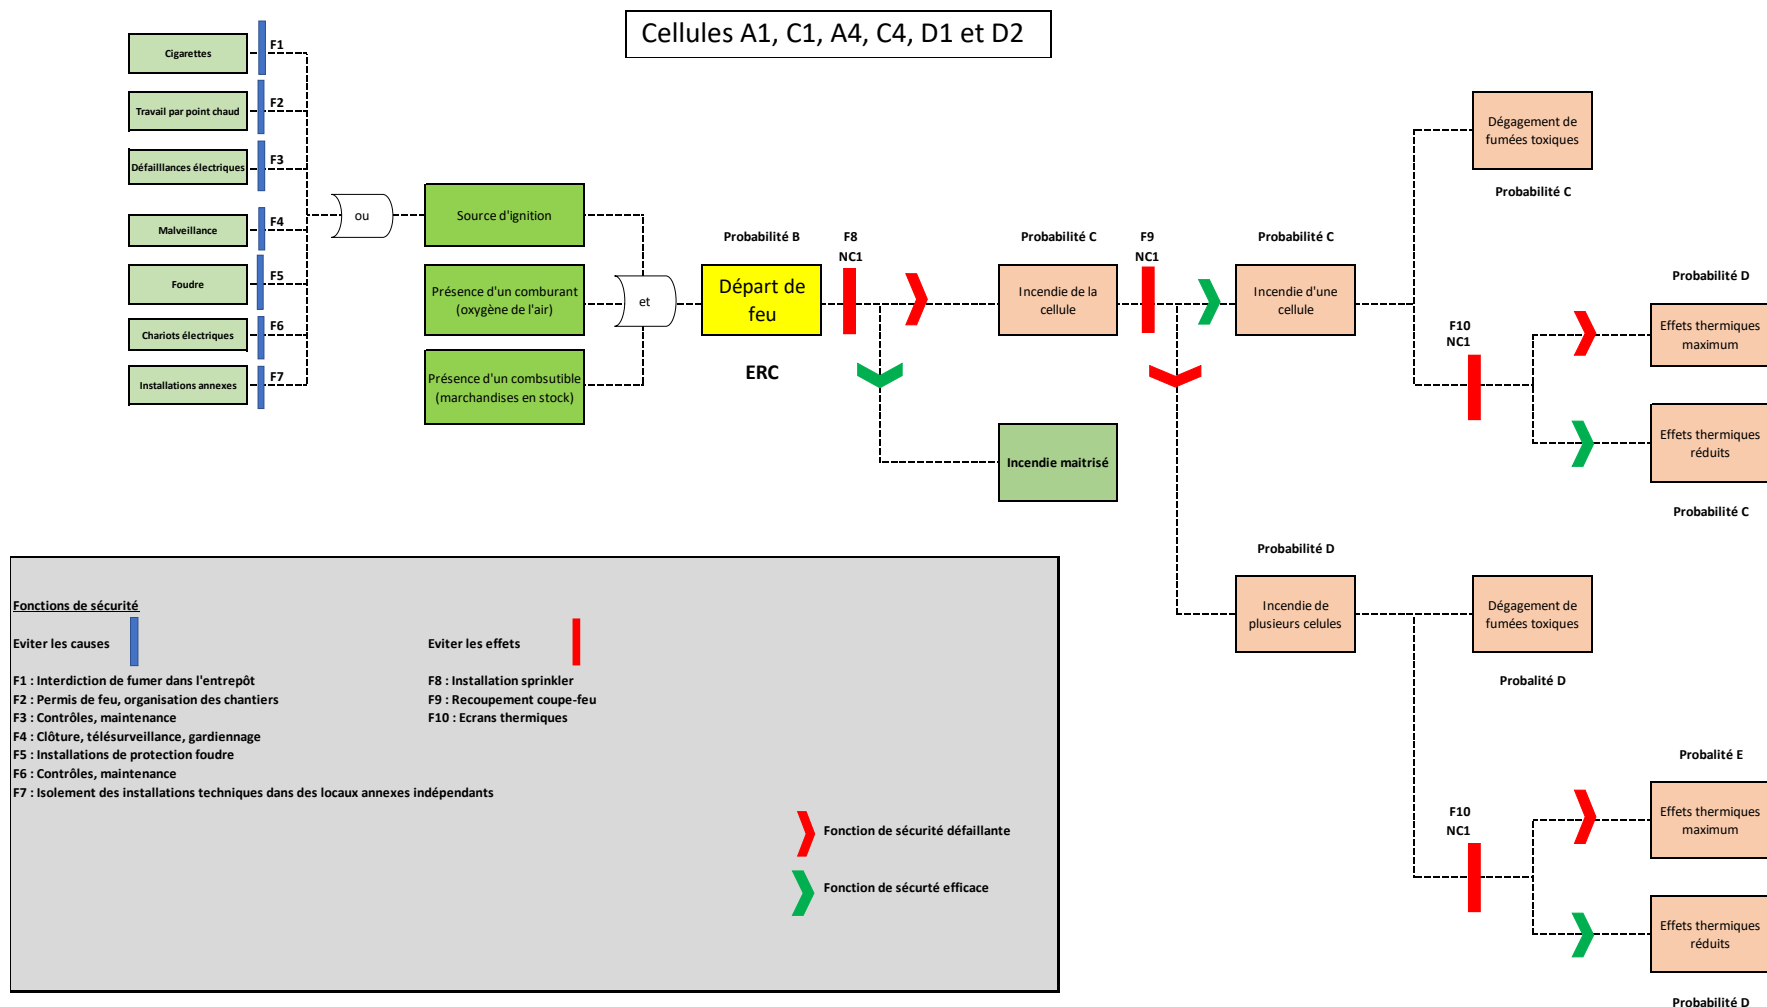 Cellules A1, C1, A4, C4, D1 et D2
Cigarettes
F1
Travail par point chaud
F2
Défailllances électriques
F3
Malveillance
F4
Foudre
F5
Chariots électriques
F6
Installations annexes
F7
ou
Source d'ignition
Présence d'un comburant
(oxygène de l'air)
Présence d'un combsutible
(marchandises en stock)
et
Probabilité B
Départ de
feu
ERC
F8
NC1
Incendie maitrisé
Probabilité C
Incendie de la
cellule
F9
NC1
Probabilité C
Incendie d'une
cellule
Dégagement de
fumées toxiques
Probabilité C
F10
NC1
Probabilité D
Effets thermiques
maximum
Effets thermiques
réduits
Probabilité C
Probabilité D
Incendie de
plusieurs celules
Dégagement de
fumées toxiques
Probalité D
F10
NC1
Probalité E
Effets thermiques
maximum
Effets thermiques
réduits
Probabilité D
Fonctions de sécurité
Eviter les causes
F1 : Interdiction de fumer dans l'entrepôt
F2 : Permis de feu, organisation des chantiers
F3 : Contrôles, maintenance
F4 : Clôture, télésurveillance, gardiennage
F5 : Installations de protection foudre
F6 : Contrôles, maintenance
F7 : Isolement des installations techniques dans des locaux annexes indépendants
Eviter les effets
F8 : Installation sprinkler
F9 : Recoupement coupe-feu
F10 : Ecrans thermiques
Fonction de sécurité défaillante
Fonction de sécurté efficace